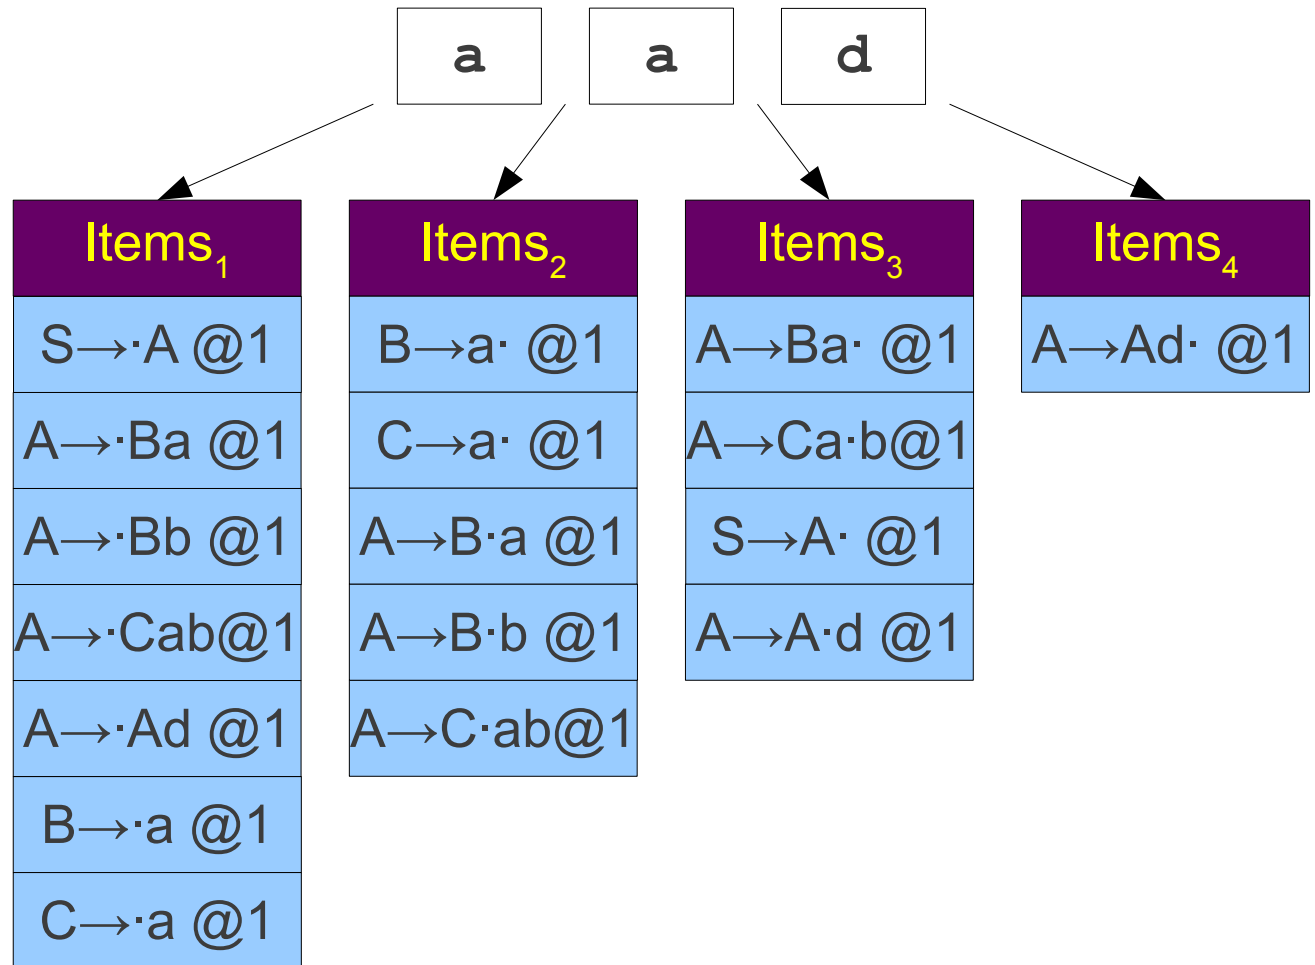 a a d
Items₁ Items₂ Items₃ Items₄
S→·A @1 B→a· @1 A→Ba· @1 A→Ad· @1
A→·Ba @1 C→a· @1 A→Ca·b@1
A→·Bb @1 A→B·a @1 S→A· @1
A→·Cab@1 A→B·b @1 A→A·d @1
A→·Ad @1 A→C·ab@1
B→·a @1
C→·a @1